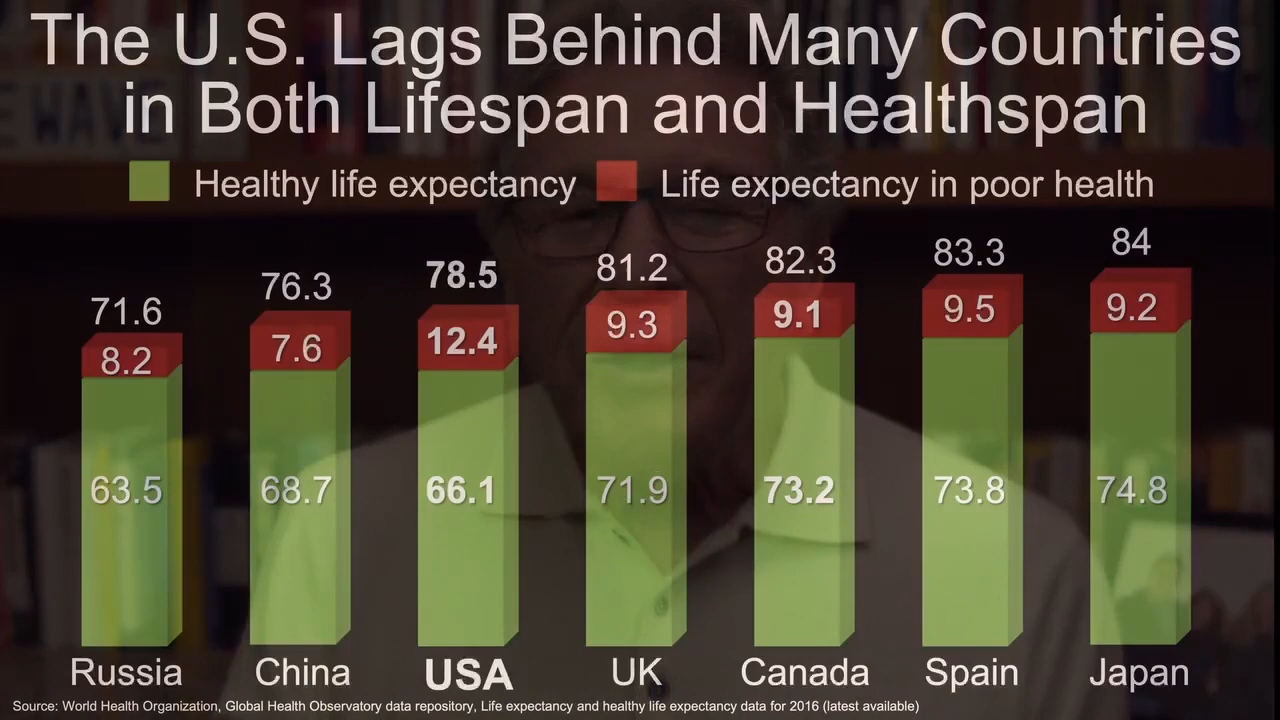 The U.S. Lags Behind Many Countries
in Both Lifespan and Healthspan
Healthy life expectancy Life expectancy in poor health
71.6 76.3 78.5 81.2 82.3 83.3 84
8.2 7.6 12.4 9.3 9.1 9.5 9.2
63.5 68.7 66.1 71.9 73.2 73.8 74.8
Russia China USA UK Canada Spain Japan
Source: World Health Organization, Global Health Observatory data repository, Life expectancy and healthy life expectancy data for 2016 (latest available)